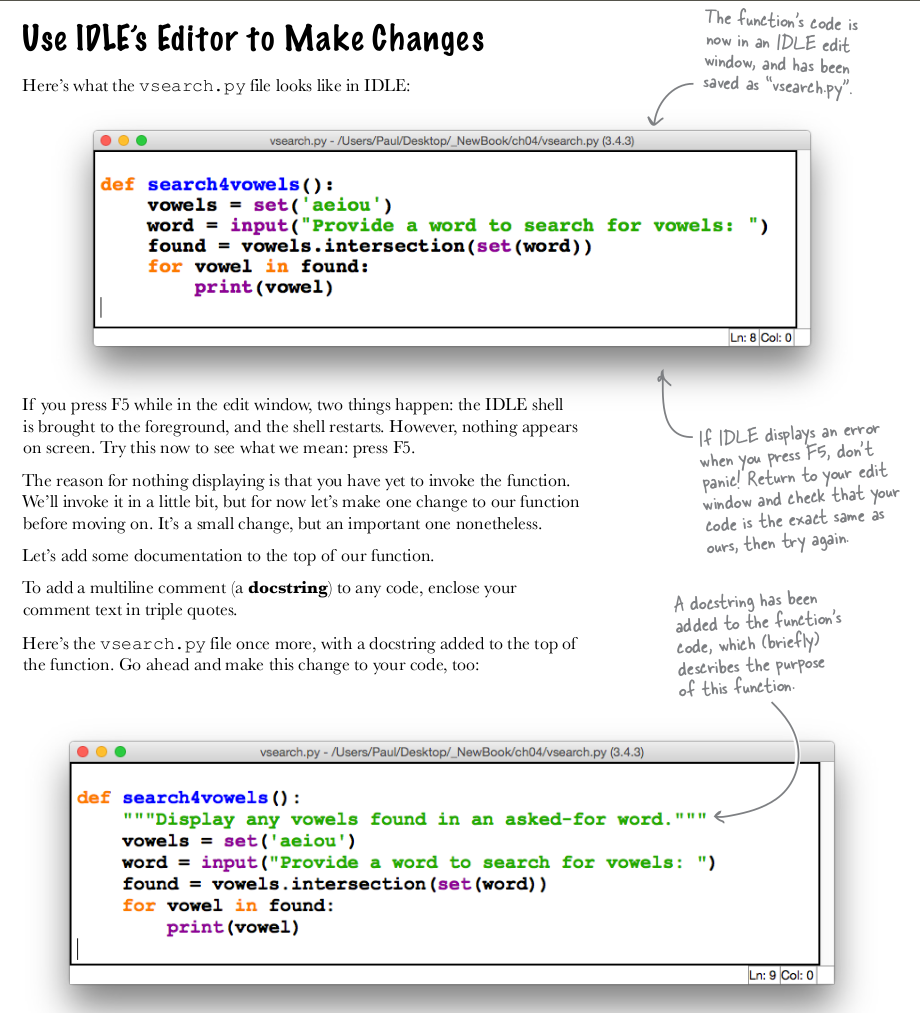 Use IDLE's Editor to Make Changes
The function's code is
now in an IDLE edit
window, and has been
saved as "vsearch.py".
Here's what the vsearch.py file looks like in IDLE:
vsearch.py - /Users/Paul/Desktop/_NewBook/ch04/vsearch.py (3.4.3)
def search4vowels():
    vowels = set('aeiou')
    word = input("Provide a word to search for vowels: ")
    found = vowels.intersection(set(word))
    for vowel in found:
        print(vowel)
Ln: 8 Col: 0
If you press F5 while in the edit window, two things happen: the IDLE shell
is brought to the foreground, and the shell restarts. However, nothing appears
on screen. Try this now to see what we mean: press F5.
If IDLE displays an error
when you press F5, don't
panic! Return to your edit
window and check that your
code is the exact same as
ours, then try again.
The reason for nothing displaying is that you have yet to invoke the function.
We'll invoke it in a little bit, but for now let's make one change to our function
before moving on. It's a small change, but an important one nonetheless.
Let's add some documentation to the top of our function.
To add a multiline comment (a docstring) to any code, enclose your
comment text in triple quotes.
Here's the vsearch.py file once more, with a docstring added to the top of
the function. Go ahead and make this change to your code, too:
A docstring has been
added to the function's
code, which (briefly)
describes the purpose
of this function.
vsearch.py - /Users/Paul/Desktop/_NewBook/ch04/vsearch.py (3.4.3)
def search4vowels():
    """Display any vowels found in an asked-for word."""
    vowels = set('aeiou')
    word = input("Provide a word to search for vowels: ")
    found = vowels.intersection(set(word))
    for vowel in found:
        print(vowel)
Ln: 9 Col: 0